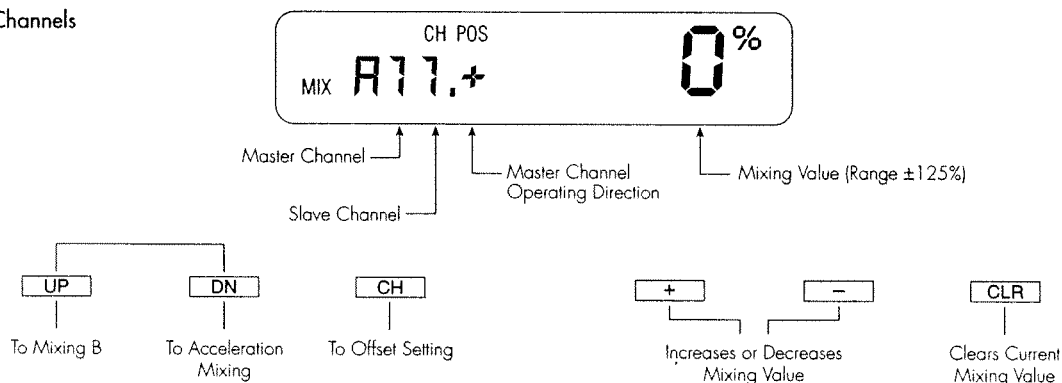 Channels
CH POS
MIX A11.+ 0%
Master Channel
Master Channel
Operating Direction
Mixing Value (Range ±125%)
Slave Channel
UP DN CH + – CLR
To Mixing B To Acceleration
Mixing To Offset Setting Increases or Decreases
Mixing Value Clears Current
Mixing Value